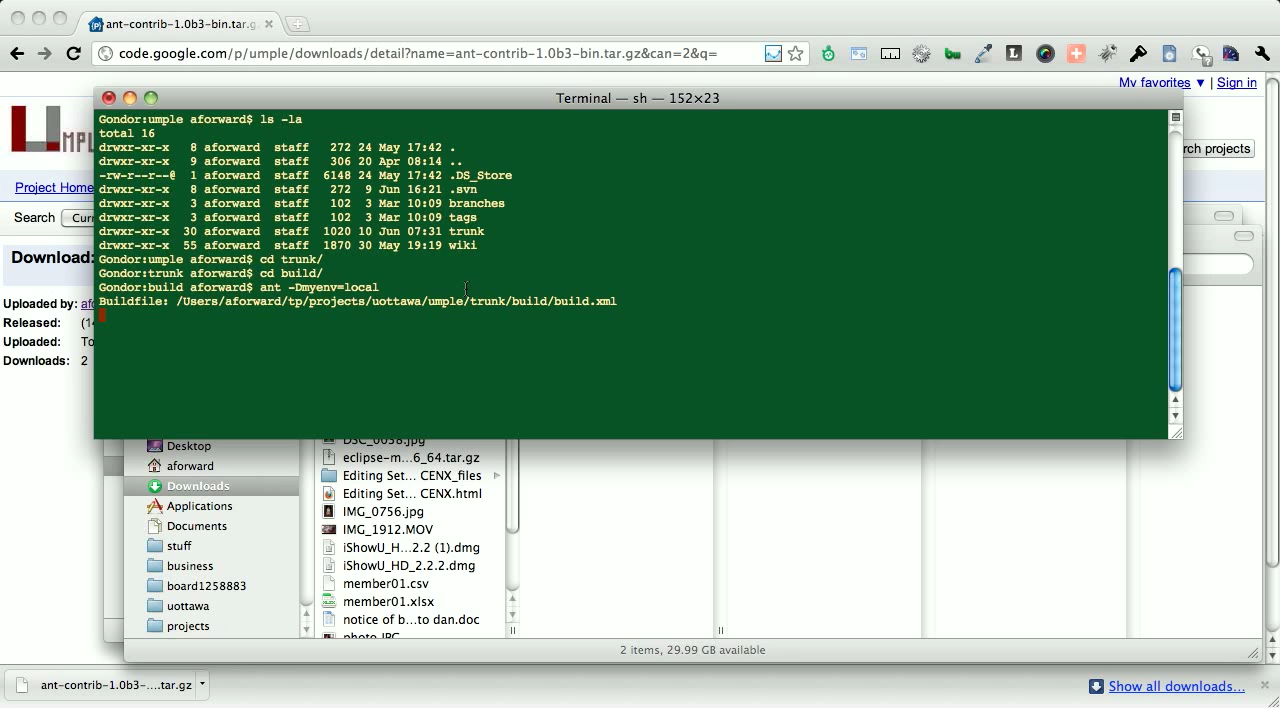 ant-contrib-1.0b3-bin.tar.g
code.google.com/p/umple/downloads/detail?name=ant-contrib-1.0b3-bin.tar.gz&can=2&q=
My favorites ▼ | Sign in
Terminal — sh — 152×23
Gondor:umple aforward$ ls -la
total 16
drwxr-xr-x 8 aforward staff 272 24 May 17:42 .
drwxr-xr-x 9 aforward staff 306 20 Apr 08:14 ..
-rw-r--r--@ 1 aforward staff 6148 24 May 17:42 .DS_Store
drwxr-xr-x 8 aforward staff 272 9 Jun 16:21 .svn
drwxr-xr-x 3 aforward staff 102 3 Mar 10:09 branches
drwxr-xr-x 3 aforward staff 102 3 Mar 10:09 tags
drwxr-xr-x 30 aforward staff 1020 10 Jun 07:31 trunk
drwxr-xr-x 55 aforward staff 1870 30 May 19:19 wiki
Gondor:umple aforward$ cd trunk/
Gondor:trunk aforward$ cd build/
Gondor:build aforward$ ant -Dmyenv=local
Buildfile: /Users/aforward/tp/projects/uottawa/umple/trunk/build/build.xml
UMPL
rch projects
Project Home
Search Curr
Download:
Uploaded by: afo
Released: (14
Uploaded: To
Downloads: 2
Desktop
aforward
Downloads
Applications
Documents
stuff
business
board1258883
uottawa
projects
DSC_0038.jpg
eclipse-m...6_64.tar.gz
Editing Set... CENX_files
Editing Set... CENX.html
IMG_0756.jpg
IMG_1912.MOV
iShowU_H...2.2 (1).dmg
iShowU_HD_2.2.2.dmg
member01.csv
member01.xlsx
notice of b...to dan.doc
photo.JPG
2 items, 29.99 GB available
ant-contrib-1.0b3-....tar.gz
Show all downloads...